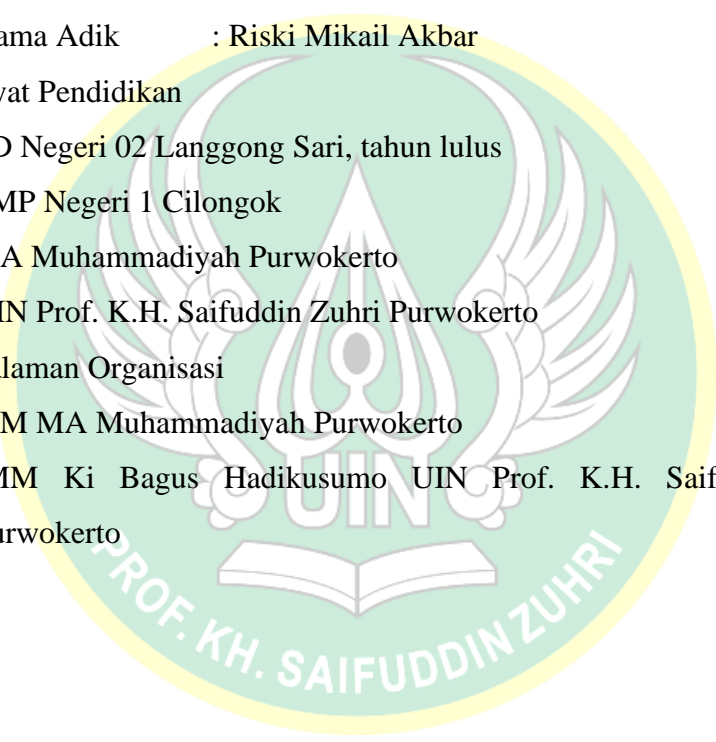 ama Adik : Riski Mikail Akbar
yat Pendidikan
D Negeri 02 Langgong Sari, tahun lulus
MP Negeri 1 Cilongok
A Muhammadiyah Purwokerto
IN Prof. K.H. Saifuddin Zuhri Purwokerto
alaman Organisasi
M MA Muhammadiyah Purwokerto
MM Ki Bagus Hadikusumo UIN Prof. K.H. Saif
urwokerto
UIN
PROF. KH. SAIFUDDIN ZUHRI